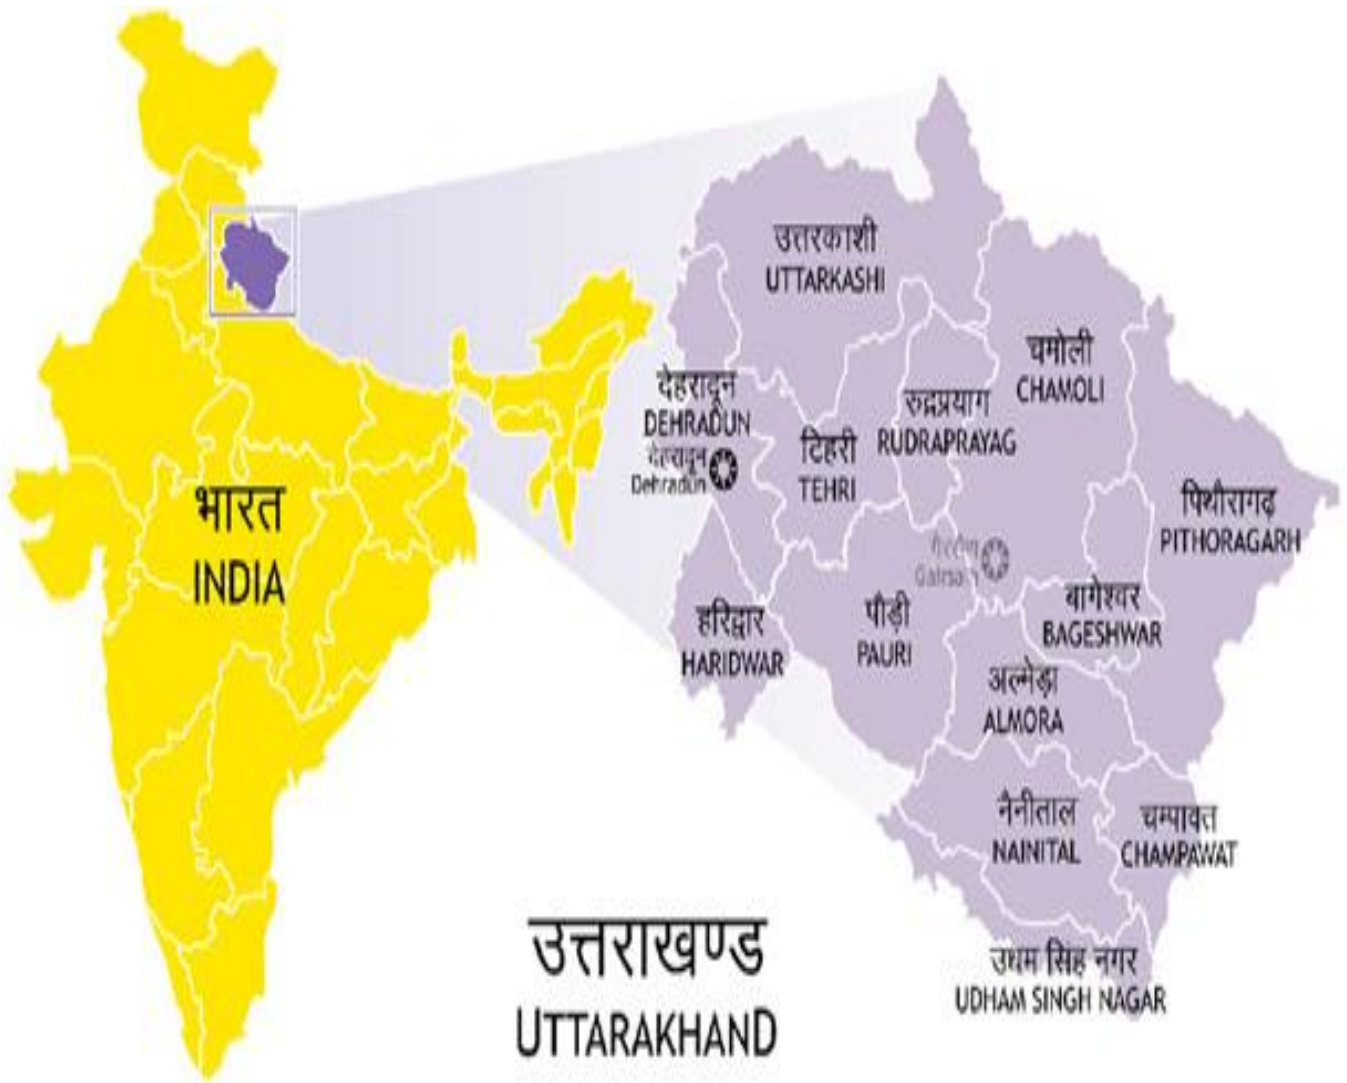 उत्तरकाशी
UTTARKASHI
चमोली
CHAMOLI
देहरादून
DEHRADUN
देहरादून
Dehradun
रुद्रप्रयाग
RUDRAPRAYAG
टिहरी
TEHRI
भारत
INDIA
पिथौरागढ़
PITHORAGARH
Gairsain
हरिद्वार
HARIDWAR
पौड़ी
PAURI
बागेश्वर
BAGESHWAR
अल्मोड़ा
ALMORA
नैनीताल
NAINITAL
चम्पावत
CHAMPAWAT
उधम सिंह नगर
UDHAM SINGH NAGAR
उत्तराखण्ड
UTTARAKHAND